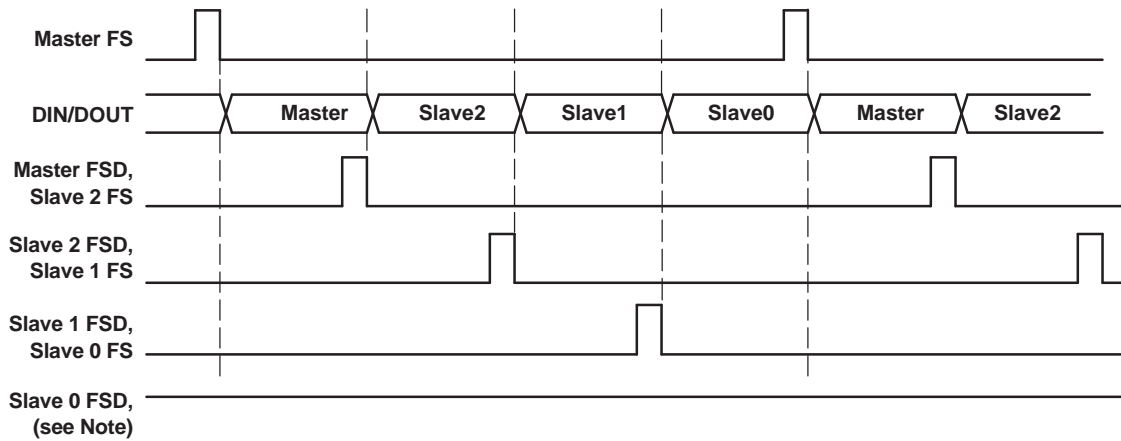 Master FS
DIN/DOUT
Master Slave2 Slave1 Slave0 Master Slave2
Master FSD,
Slave 2 FS
Slave 2 FSD,
Slave 1 FS
Slave 1 FSD,
Slave 0 FS
Slave 0 FSD,
(see Note)